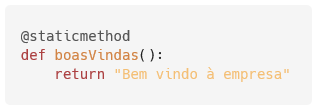 @staticmethod
def boasVindas():
    return "Bem vindo à empresa"